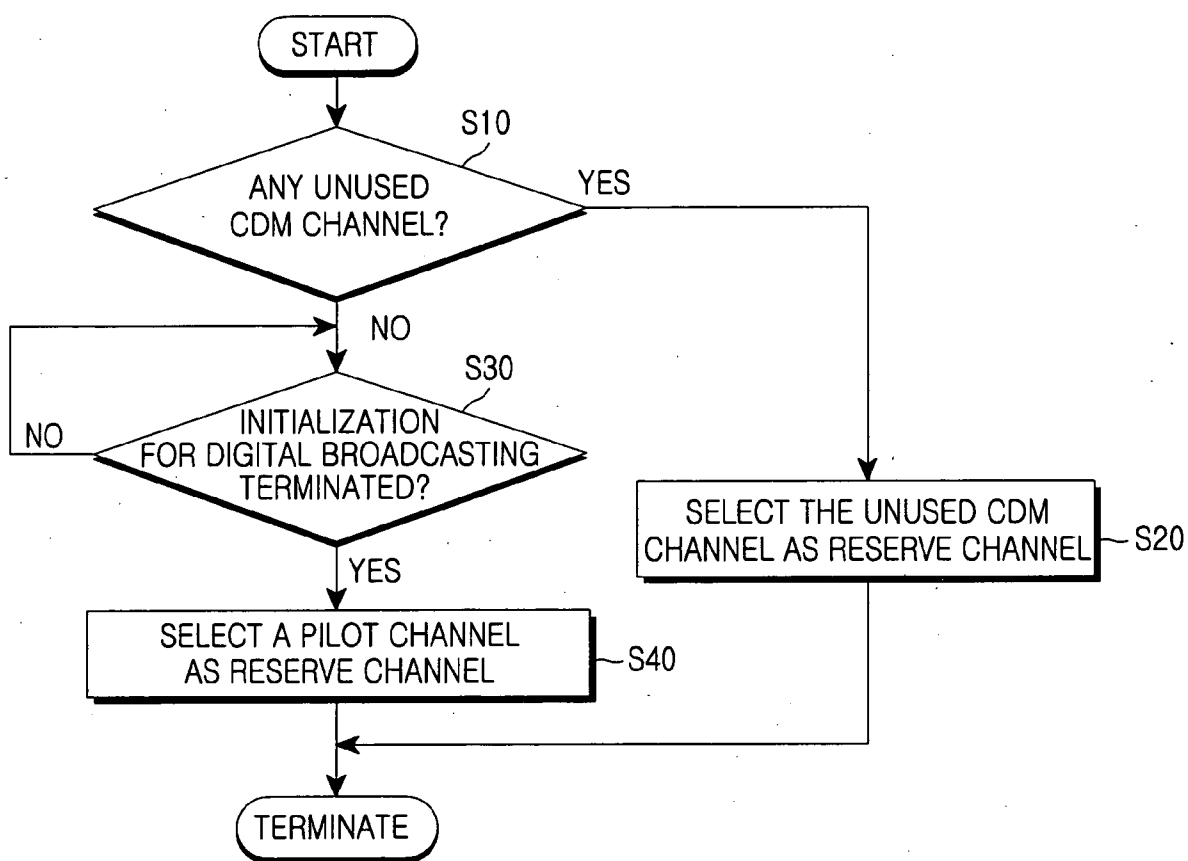 START
S10
ANY UNUSED
CDM CHANNEL?
YES
NO
S30
INITIALIZATION
FOR DIGITAL BROADCASTING
TERMINATED?
NO
SELECT THE UNUSED CDM
CHANNEL AS RESERVE CHANNEL
S20
YES
SELECT A PILOT CHANNEL
AS RESERVE CHANNEL
S40
TERMINATE